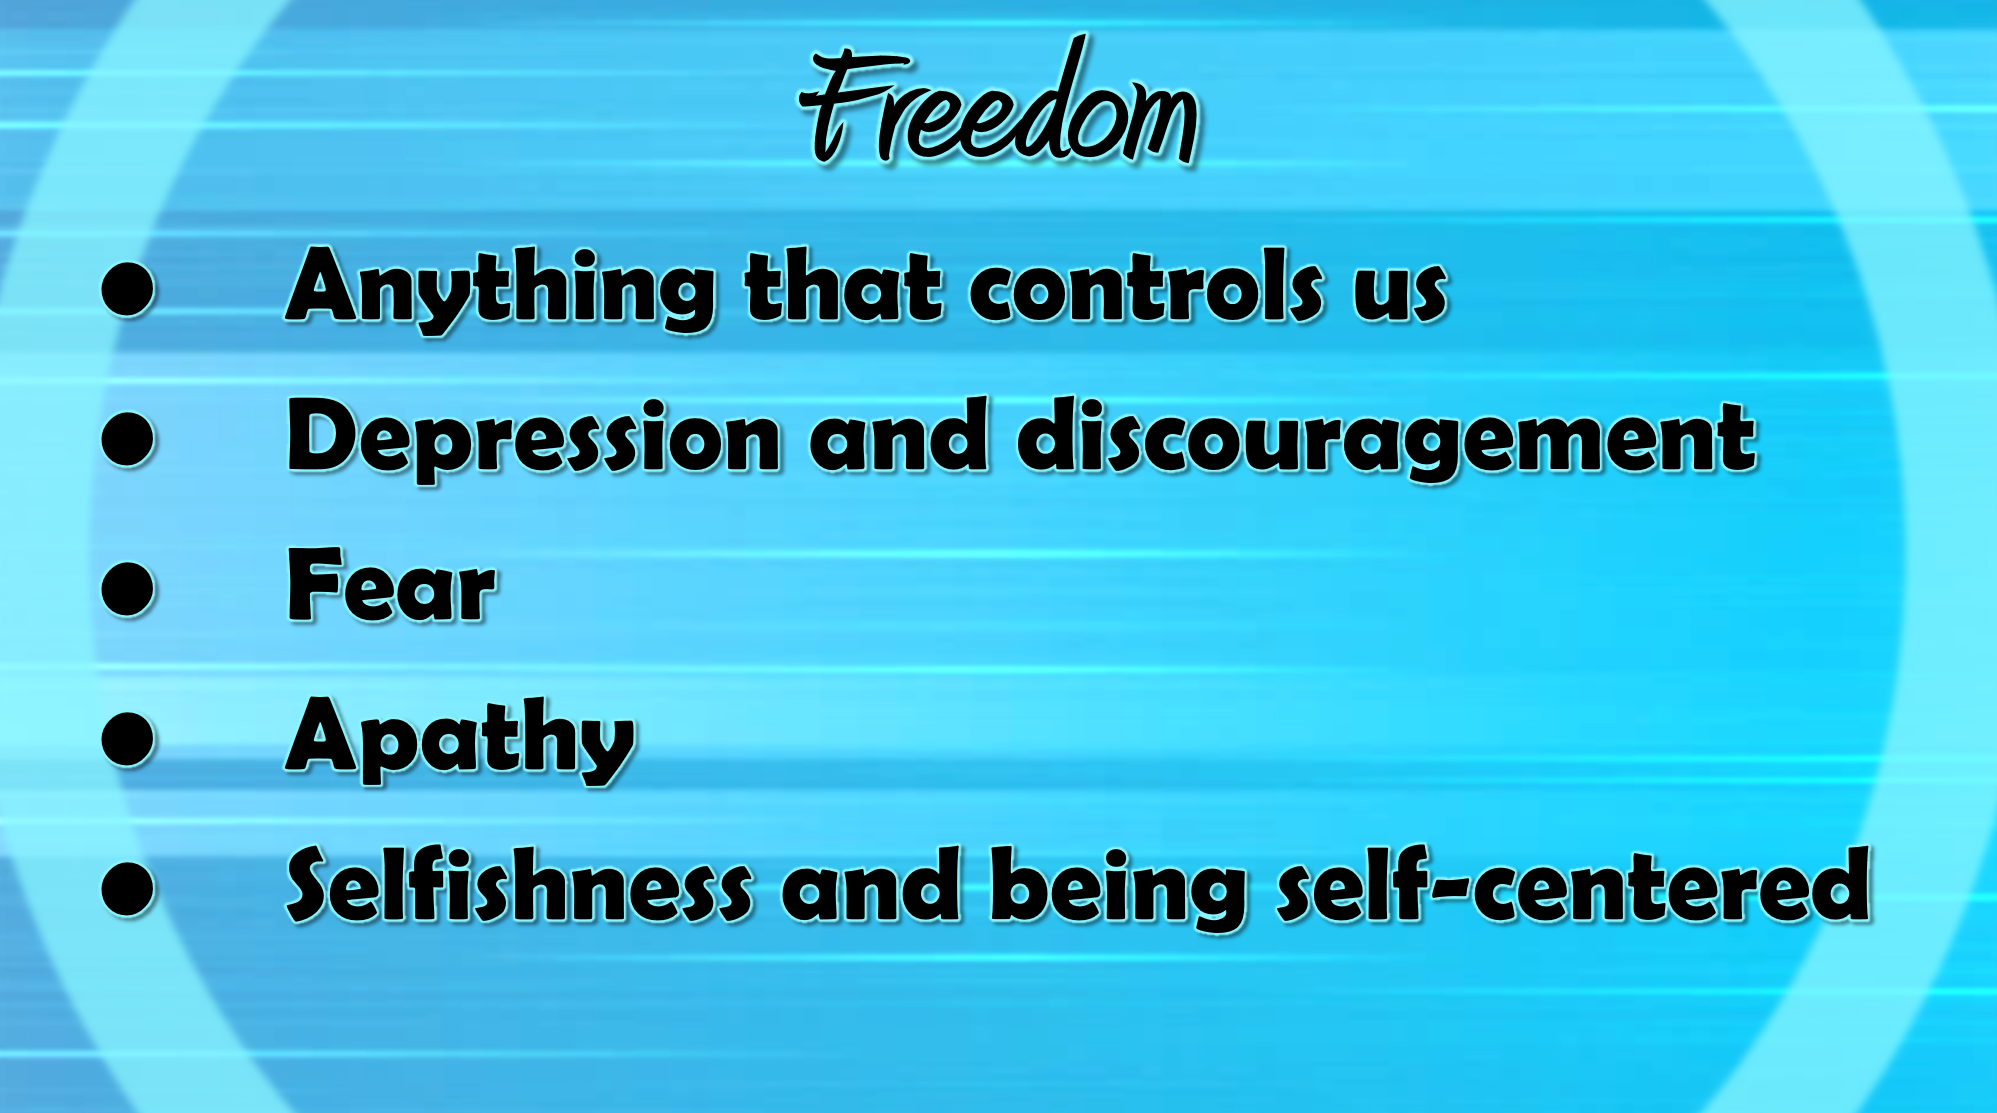 Freedom
● Anything that controls us
● Depression and discouragement
● Fear
● Apathy
● Selfishness and being self-centered